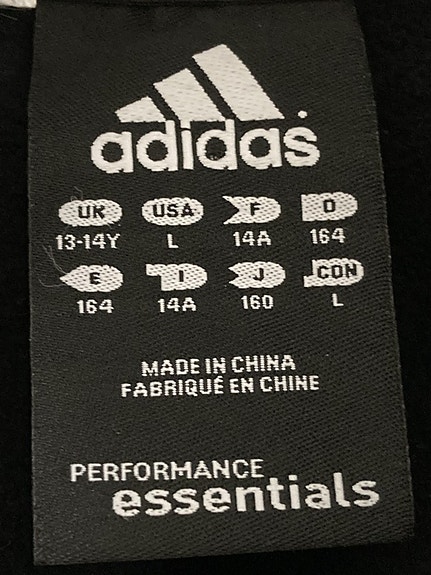 adidas
UK USA F D
13-14Y L 14A 164
E I J CON
164 14A 160 L
MADE IN CHINA
FABRIQUÉ EN CHINE
PERFORMANCE
essentials